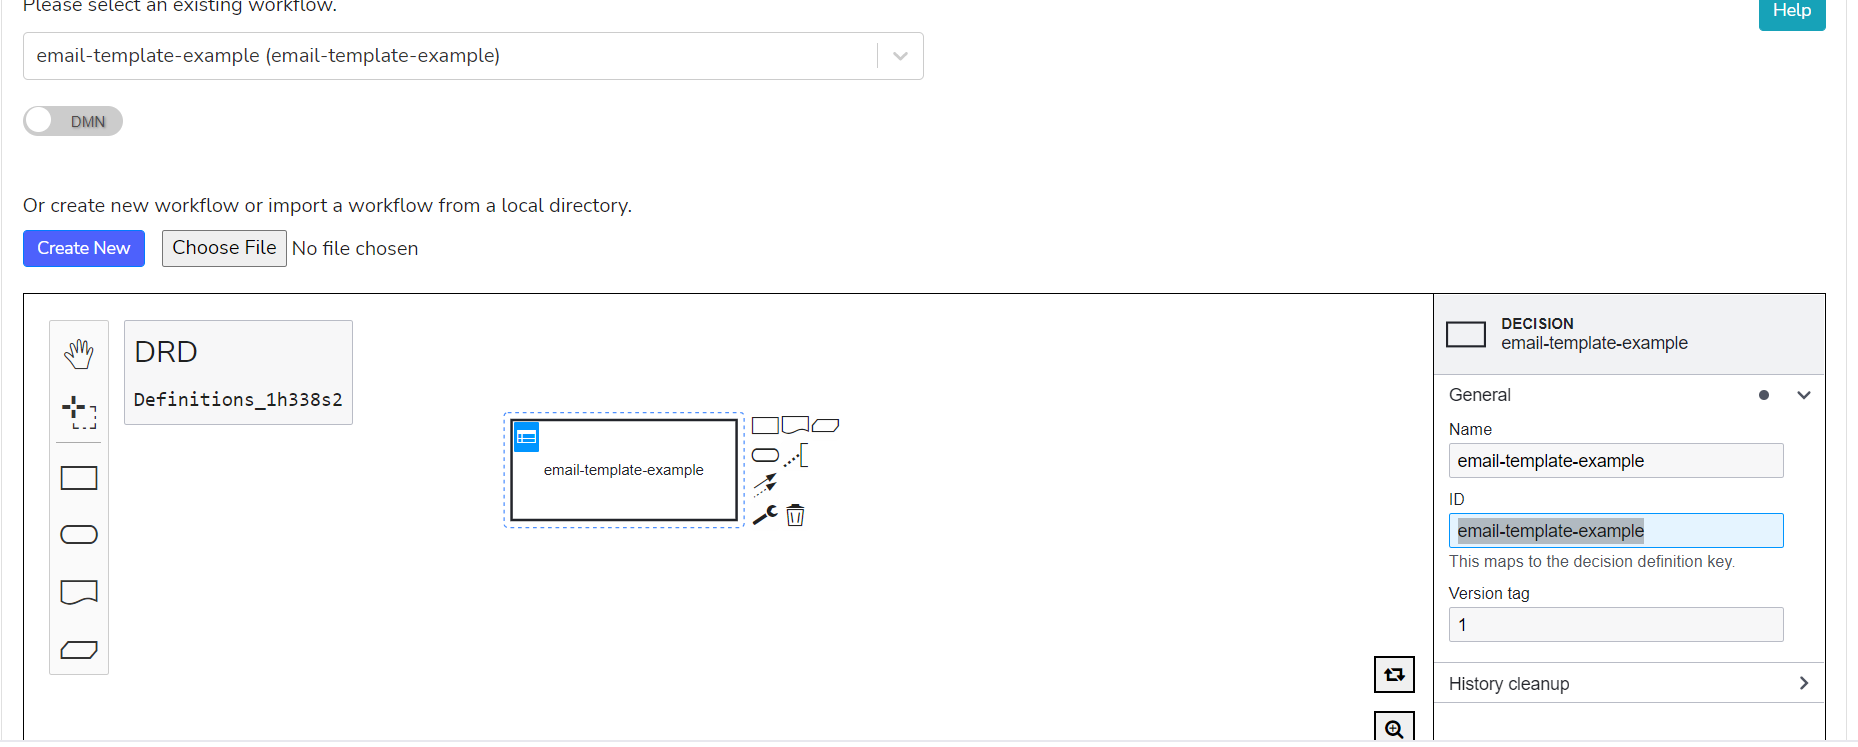 Please select an existing workflow.
Help
email-template-example (email-template-example)
DMN
Or create new workflow or import a workflow from a local directory.
Create New
Choose File No file chosen
DRD
Definitions_1h338s2
email-template-example
DECISION
email-template-example
General
Name
email-template-example
ID
email-template-example
This maps to the decision definition key.
Version tag
1
History cleanup